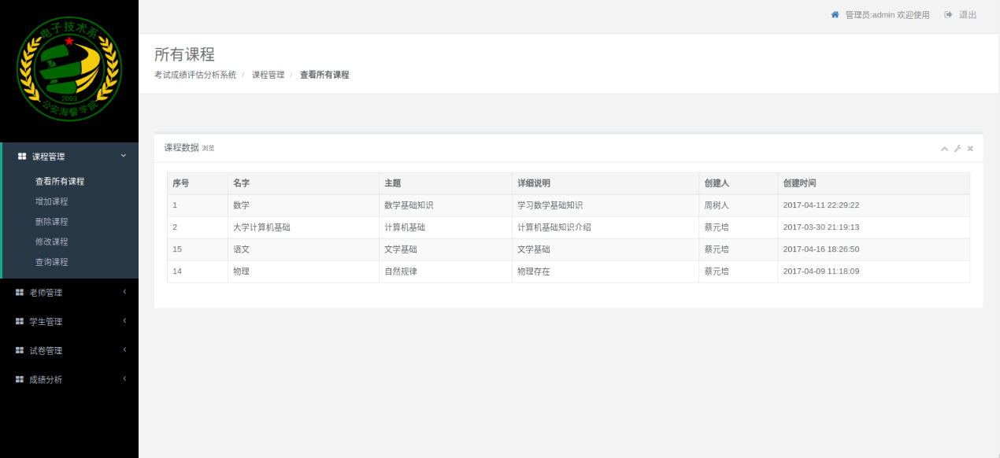 电子技术系
2003
公安海警学院
管理员:admin 欢迎使用 退出
所有课程
考试成绩评估分析系统 / 课程管理 / 查看所有课程
课程管理
查看所有课程
增加课程
删除课程
修改课程
查询课程
老师管理
学生管理
试卷管理
成绩分析
课程数据 浏览
序号 名字 主题 详细说明 创建人 创建时间
1 数学 数学基础知识 学习数学基础知识 周树人 2017-04-11 22:29:22
2 大学计算机基础 计算机基础 计算机基础知识介绍 蔡元培 2017-03-30 21:19:13
15 语文 文学基础 文学基础 蔡元培 2017-04-16 18:26:50
14 物理 自然规律 物理存在 蔡元培 2017-04-09 11:18:09